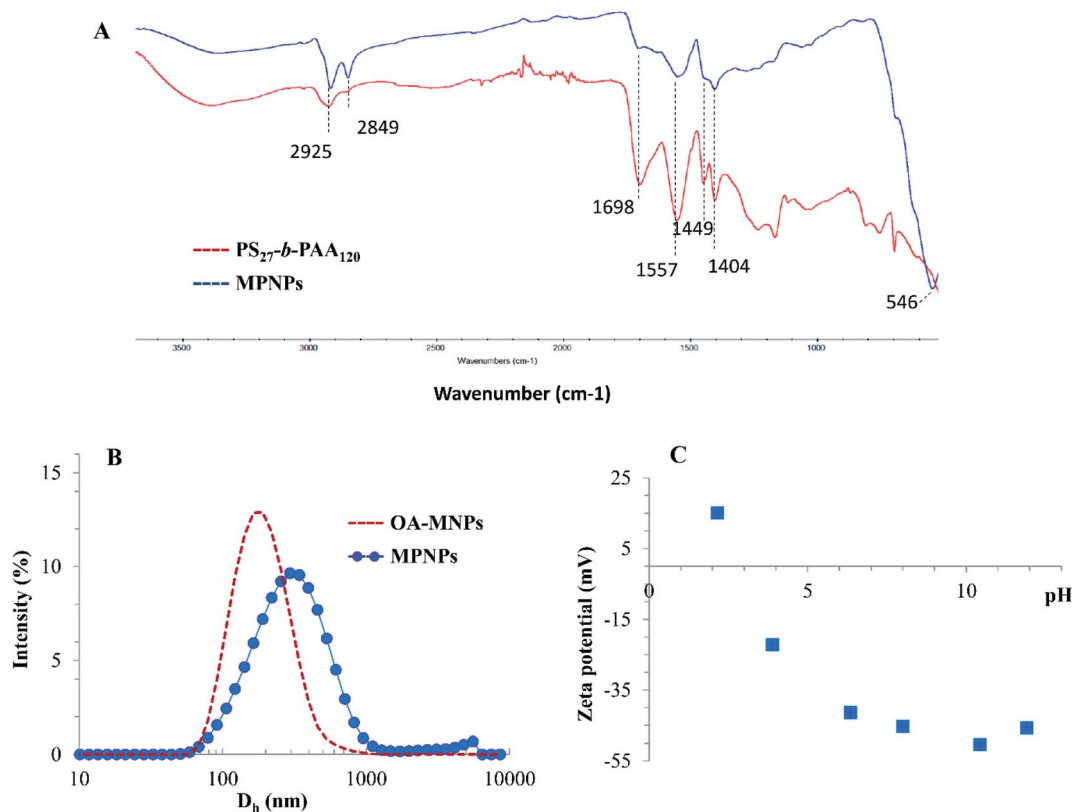 A
2925
2849
1698
1557
1449
1404
546
PS27-b-PAA120
MPNPs
3500
3000
2500
2000
1500
1000
Wavenumbers (cm-1)
Wavenumber (cm-1)
B
15
10
5
0
Intensity (%)
OA-MNPs
MPNPs
10
100
1000
10000
Dh (nm)
C
25
5
-15
-35
-55
Zeta potential (mV)
0
5
10
pH